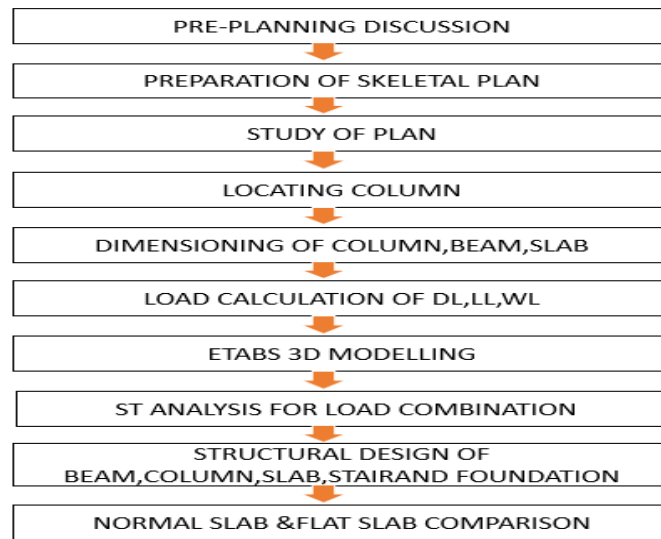 PRE-PLANNING DISCUSSION
PREPARATION OF SKELETAL PLAN
STUDY OF PLAN
LOCATING COLUMN
DIMENSIONING OF COLUMN,BEAM,SLAB
LOAD CALCULATION OF DL,LL,WL
ETABS 3D MODELLING
ST ANALYSIS FOR LOAD COMBINATION
STRUCTURAL DESIGN OF
BEAM,COLUMN,SLAB,STAIRAND FOUNDATION
NORMAL SLAB &FLAT SLAB COMPARISON